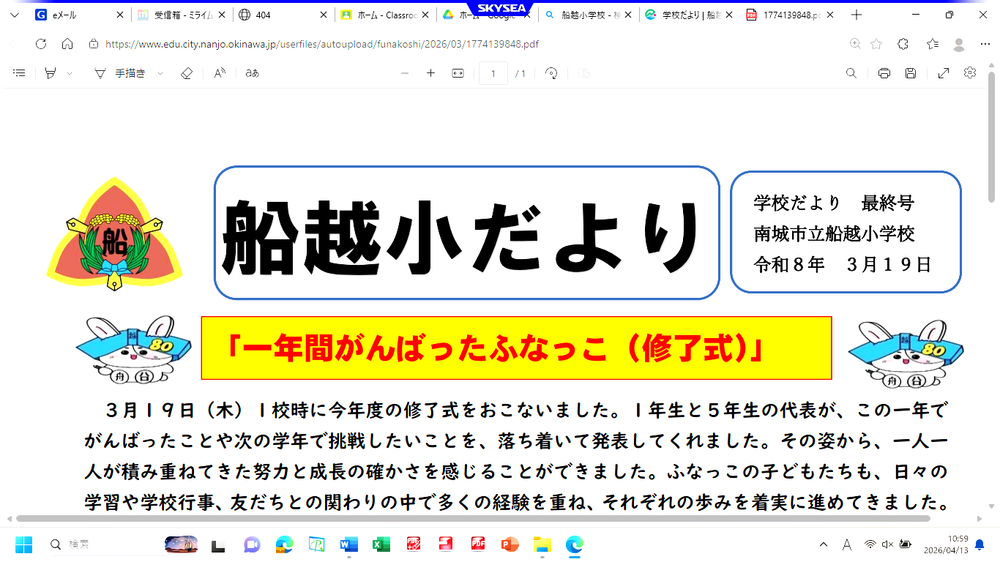 SKYSEA
eメール
受信箱 - ミライム
404
ホーム - Classroo
ホーム - Google
船越小学校 - 検
学校だより | 船越
1774139848.pd
https://www.edu.city.nanjo.okinawa.jp/userfiles/autoupload/funakoshi/2026/03/1774139848.pdf
手描き
aあ
1 / 1
船
船越小だより
学校だより　最終号
南城市立船越小学校
令和８年　３月１９日
越 80
舟 谷
「一年間がんばったふなっこ（修了式）」
越 80
舟 谷
３月１９日（木）１校時に今年度の修了式をおこないました。１年生と５年生の代表が、この一年で
がんばったことや次の学年で挑戦したいことを、落ち着いて発表してくれました。その姿から、一人一
人が積み重ねてきた努力と成長の確かさを感じることができました。ふなっこの子どもたちも、日々の
学習や学校行事、友だちとの関わりの中で多くの経験を重ね、それぞれの歩みを着実に進めてきました。
検索
A
10:59
2026/04/13